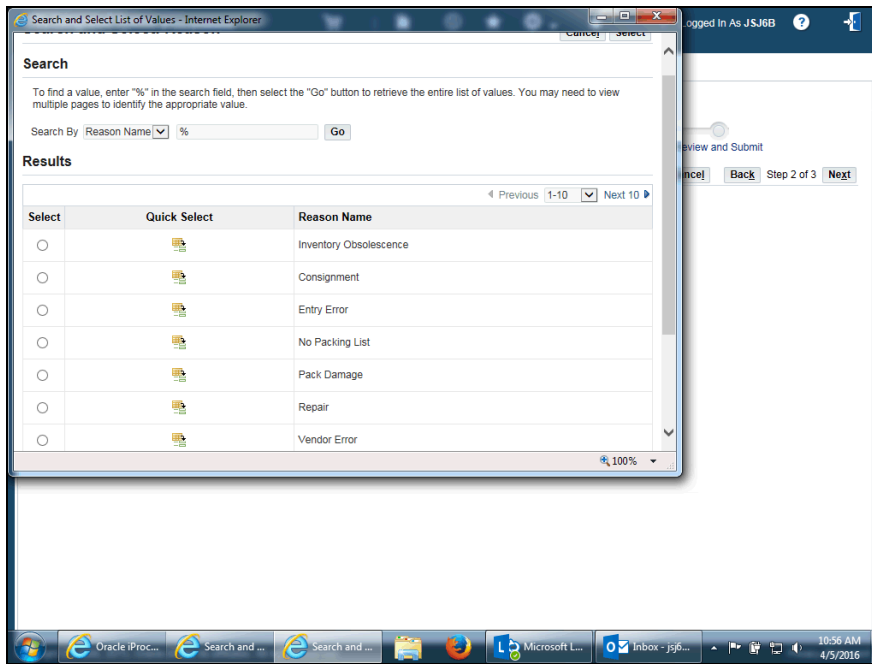 Search and Select List of Values - Internet Explorer
Logged In As JSJ6B
?
Cancel Select
Search
To find a value, enter "%" in the search field, then select the "Go" button to retrieve the entire list of values. You may need to view
multiple pages to identify the appropriate value.
Search By Reason Name % Go
eview and Submit
Results
ncel Back Step 2 of 3 Next
Previous 1-10 Next 10
Select Quick Select Reason Name
Inventory Obsolescence
Consignment
Entry Error
No Packing List
Pack Damage
Repair
Vendor Error
100%
Oracle iProc... Search and ... Search and ... Microsoft L... Inbox - jsj6...
10:56 AM
4/5/2016